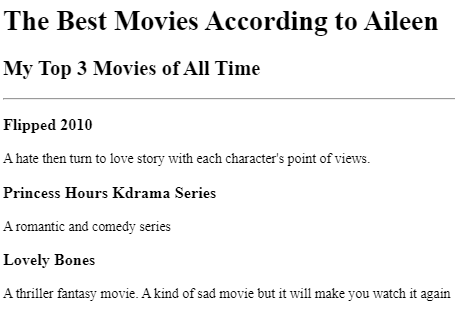 The Best Movies According to Aileen
My Top 3 Movies of All Time
Flipped 2010
A hate then turn to love story with each character's point of views.
Princess Hours Kdrama Series
A romantic and comedy series
Lovely Bones
A thriller fantasy movie. A kind of sad movie but it will make you watch it again